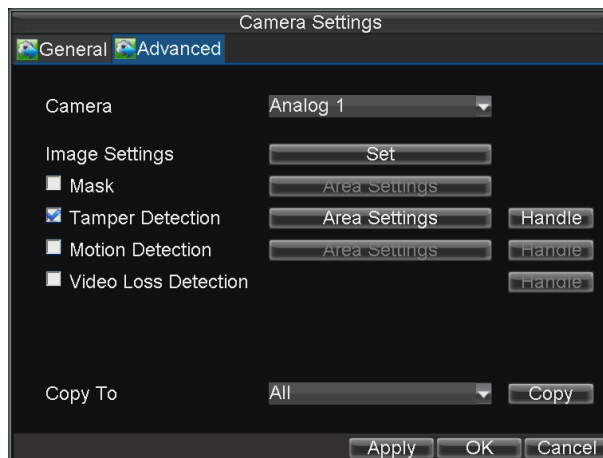 Camera Settings
General Advanced
Camera Analog 1
Image Settings Set
Mask Area Settings
Tamper Detection Area Settings Handle
Motion Detection Area Settings Handle
Video Loss Detection Handle
Copy To All Copy
Apply OK Cancel